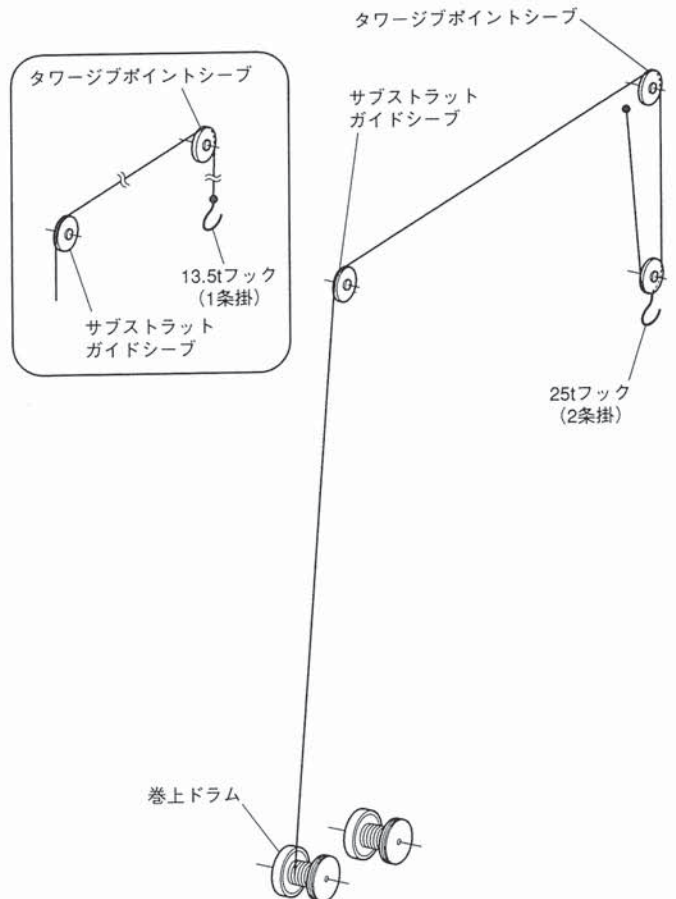 タワージブポイントシーブ
サブストラット
ガイドシーブ
25tフック
（2条掛）
巻上ドラム
タワージブポイントシーブ
13.5tフック
（1条掛）
サブストラット
ガイドシーブ